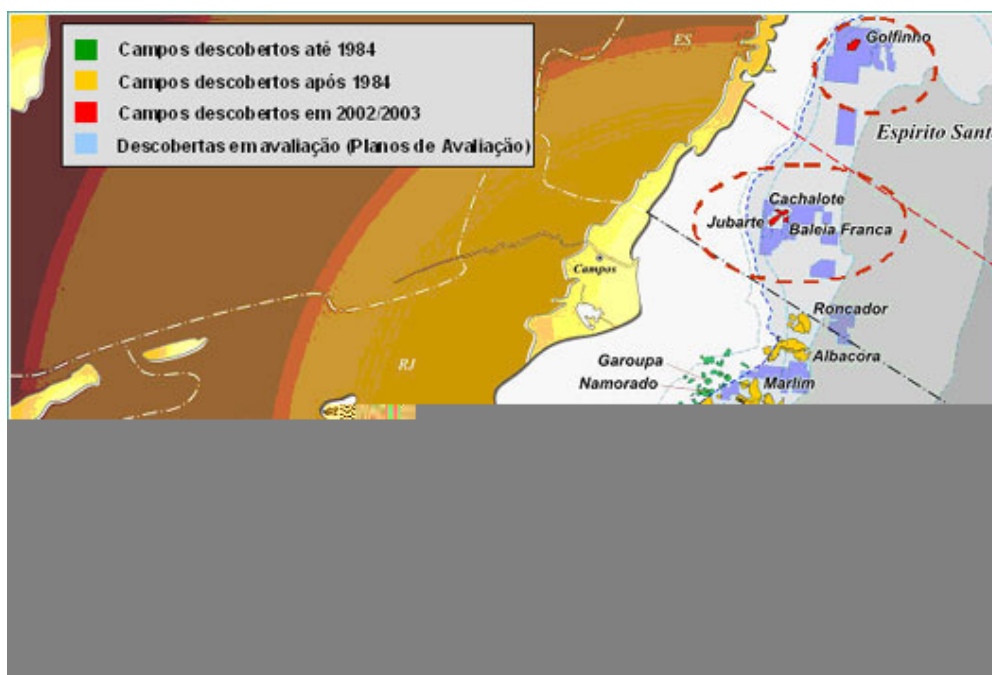 Campos descobertos até 1984
Campos descobertos após 1984
Campos descobertos em 2002/2003
Descobertas em avaliação (Planos de Avaliação)
ES
Golfinho
Espírito Sant
Cachalote
Jubarte
Baleia Franca
Campos
Roncador
Albacora
Garoupa
RJ
Namorado
Marlim